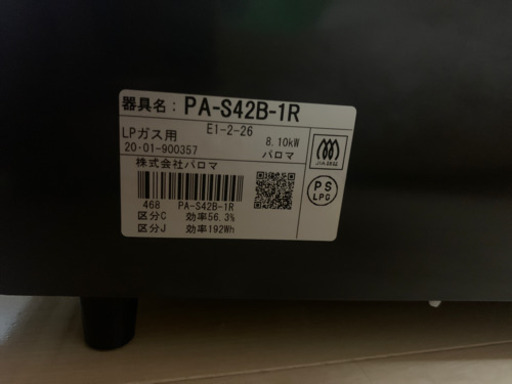 器具名： PA-S42B-1R
E1-2-26
LPガス用 8.10kW
20·01-900357 パロマ
株式会社パロマ
468 PA-S42B-1R
区分C 効率56.3%
区分J 効率192Wh
PS
LPG